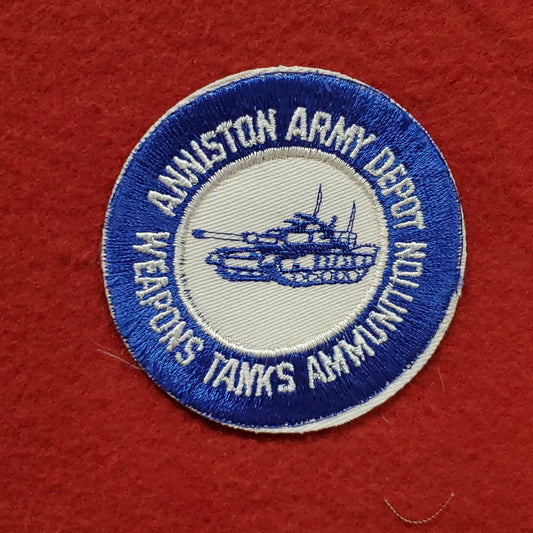 ANNISTON ARMY DEPOT
WEAPONS TANKS AMMUNITION